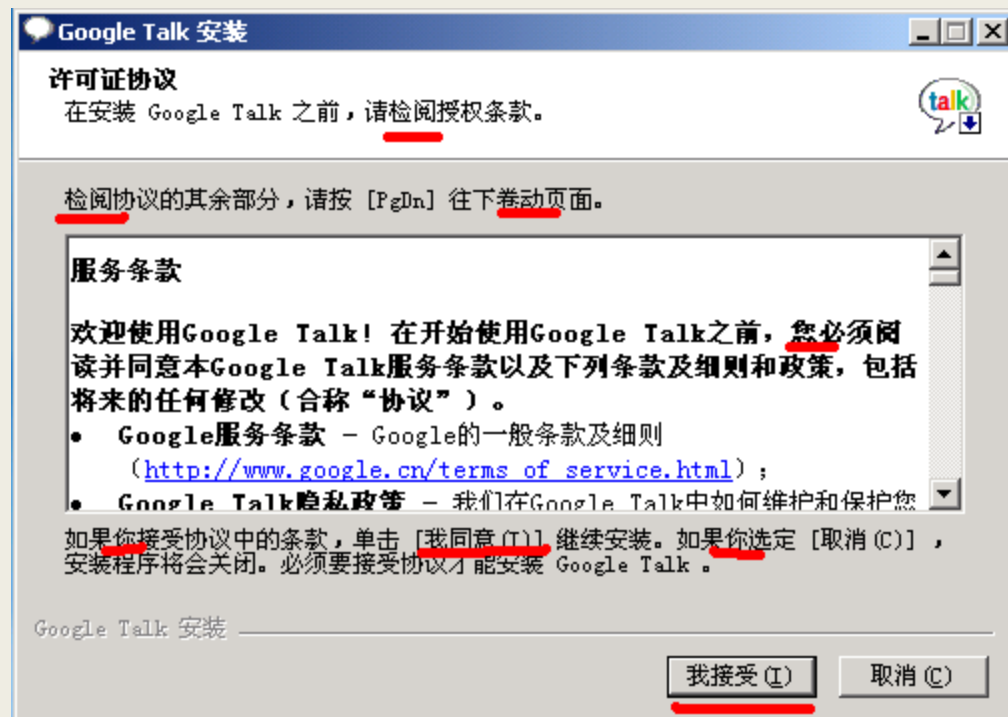 Google Talk 安装
许可证协议
在安装 Google Talk 之前，请检阅授权条款。
talk
检阅协议的其余部分，请按 [PgDn] 往下卷动页面。
服务条款
欢迎使用Google Talk! 在开始使用Google Talk之前，您必须阅
读并同意本Google Talk服务条款以及下列条款及细则和政策，包括
将来的任何修改（合称“协议”）。
• Google服务条款 – Google的一般条款及细则
（http://www.google.cn/terms_of_service.html）；
• Google Talk隐私政策 – 我们在Google Talk中如何维护和保护您
如果你接受协议中的条款，单击 [我同意(I)] 继续安装。如果你选定 [取消(C)] ，
安装程序将会关闭。必须要接受协议才能安装 Google Talk 。
Google Talk 安装
我接受(I)
取消(C)